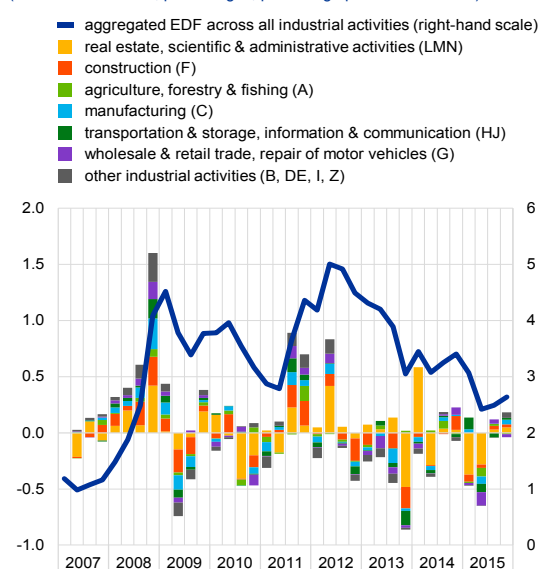 aggregated EDF across all industrial activities (right-hand scale)
real estate, scientific & administrative activities (LMN)
construction (F)
agriculture, forestry & fishing (A)
manufacturing (C)
transportation & storage, information & communication (HJ)
wholesale & retail trade, repair of motor vehicles (G)
other industrial activities (B, DE, I, Z)
2.0 6
1.5 5
1.0 4
0.5 3
0.0 2
-0.5 1
-1.0 0
2007 2008 2009 2010 2011 2012 2013 2014 2015